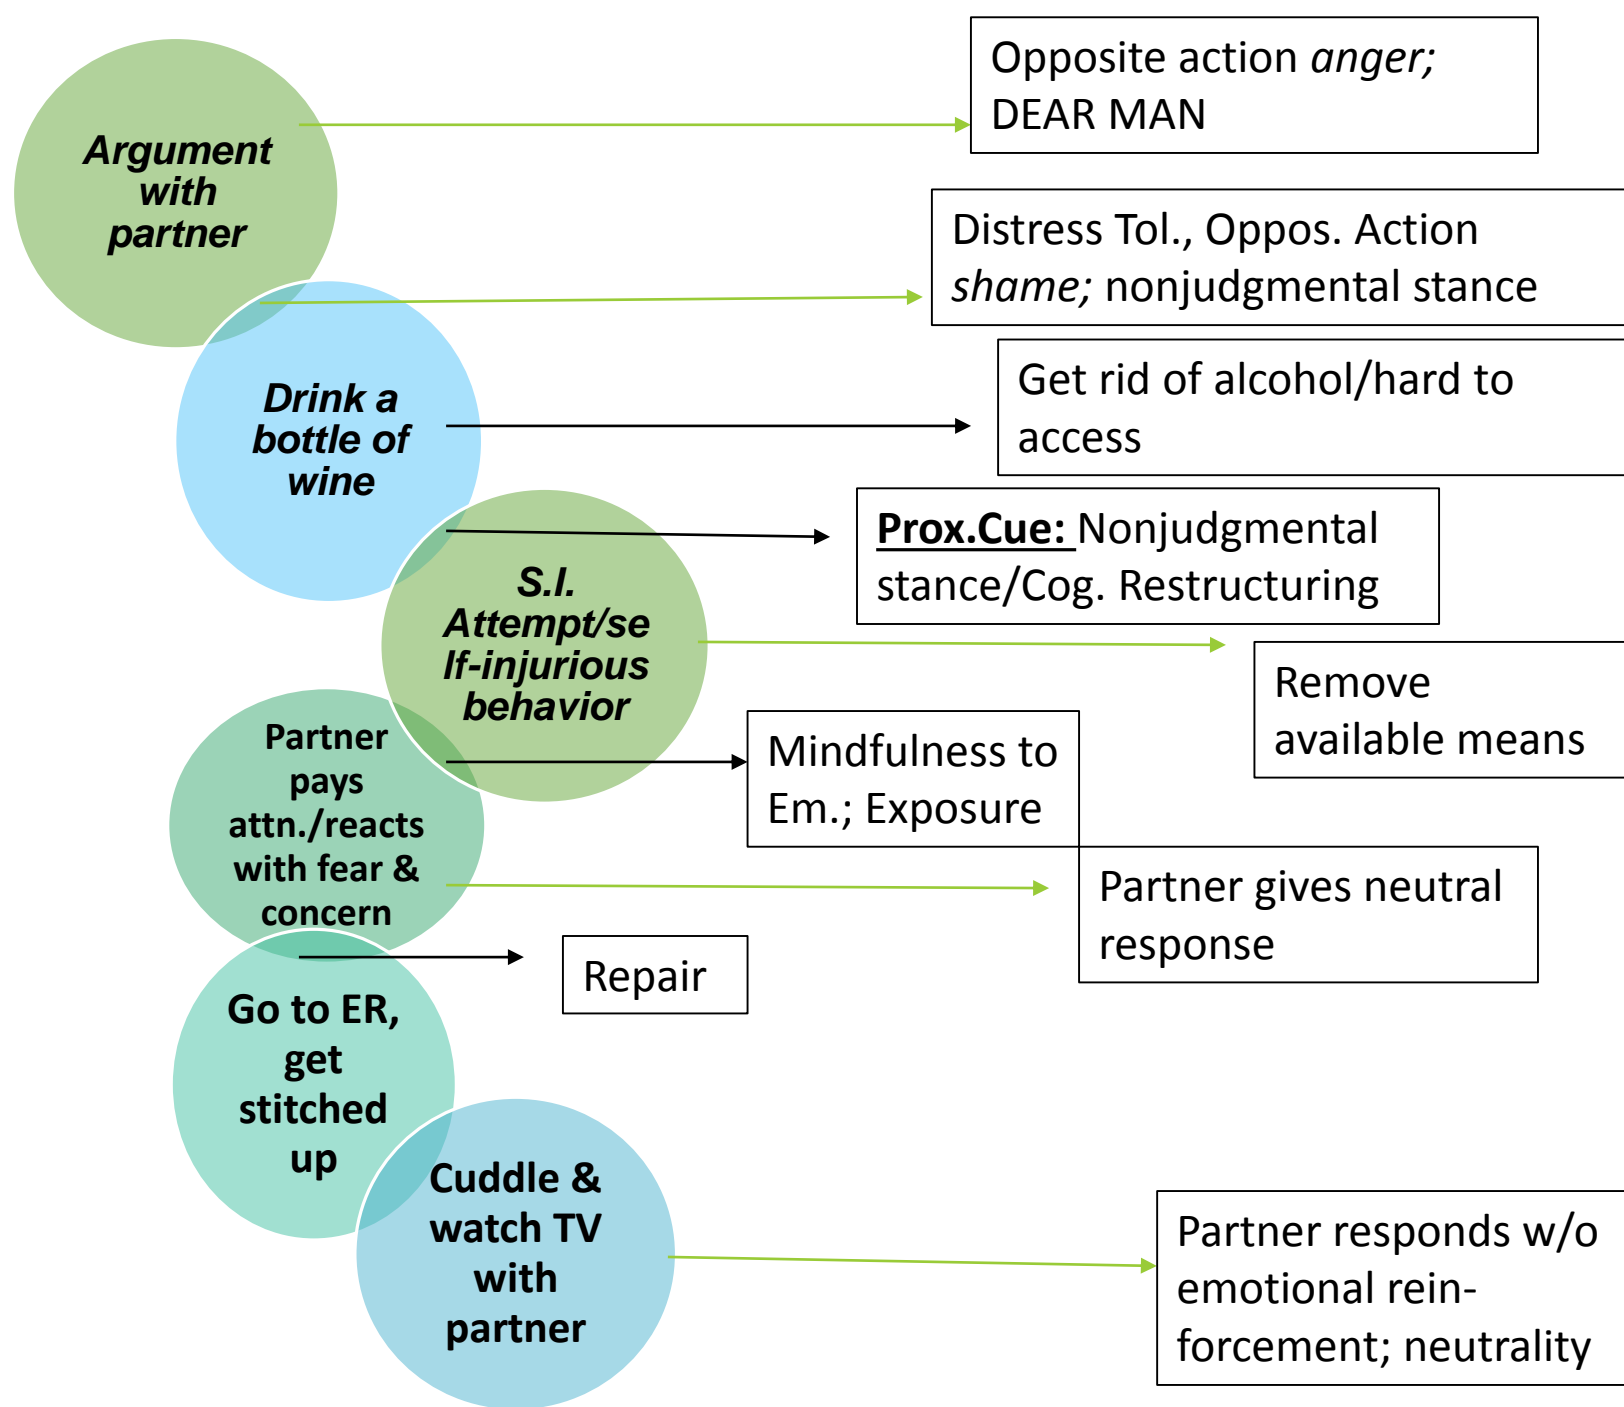 Argument
with
partner
Opposite action anger;
DEAR MAN
Distress Tol., Oppos. Action
shame; nonjudgmental stance
Drink a
bottle of
wine
Get rid of alcohol/hard to
access
Prox.Cue: Nonjudgmental
stance/Cog. Restructuring
S.I.
Attempt/se
lf-injurious
behavior
Remove
available means
Mindfulness to
Em.; Exposure
Partner
pays
attn./reacts
with fear &
concern
Partner gives neutral
response
Repair
Go to ER,
get
stitched
up
Cuddle &
watch TV
with
partner
Partner responds w/o
emotional rein-
forcement; neutrality